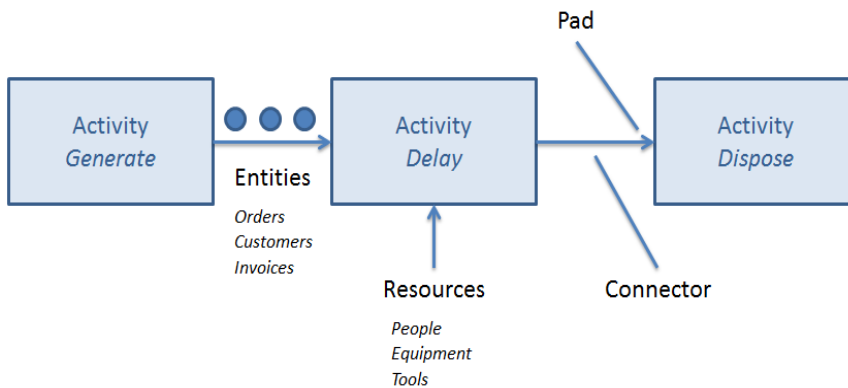 Pad
Activity
Generate
Activity
Delay
Activity
Dispose
Entities
Orders
Customers
Invoices
Resources
People
Equipment
Tools
Connector